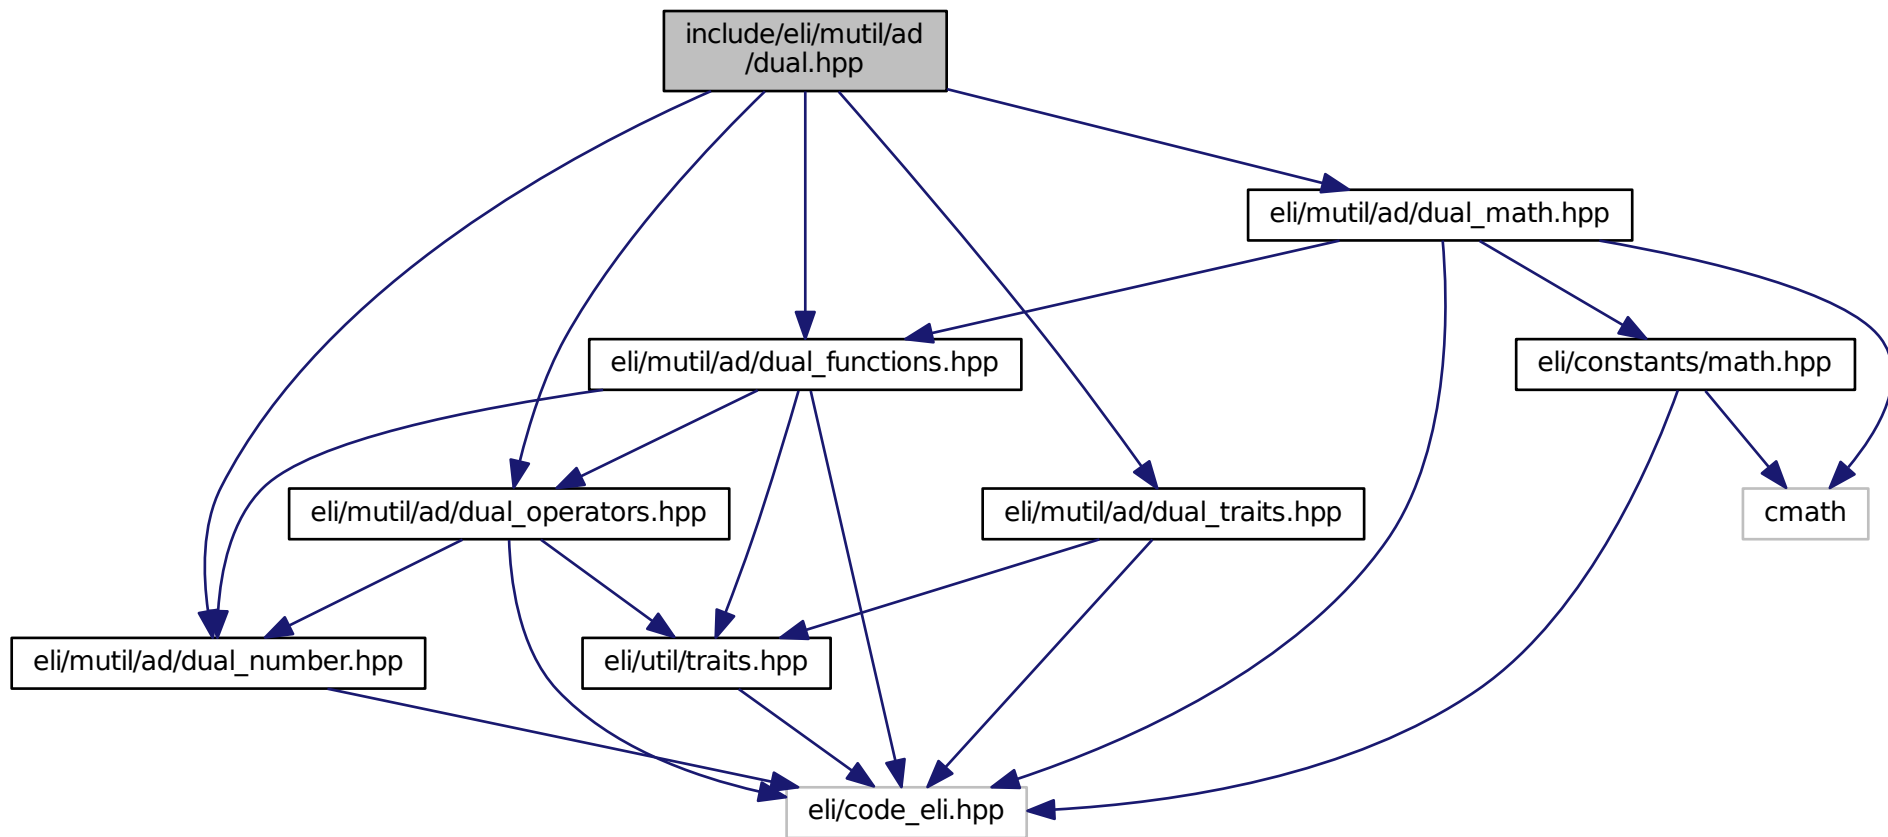 include/eli/mutil/ad
/dual.hpp
eli/mutil/ad/dual_math.hpp
eli/mutil/ad/dual_functions.hpp
eli/constants/math.hpp
eli/mutil/ad/dual_operators.hpp
eli/mutil/ad/dual_traits.hpp
cmath
eli/mutil/ad/dual_number.hpp
eli/util/traits.hpp
eli/code_eli.hpp